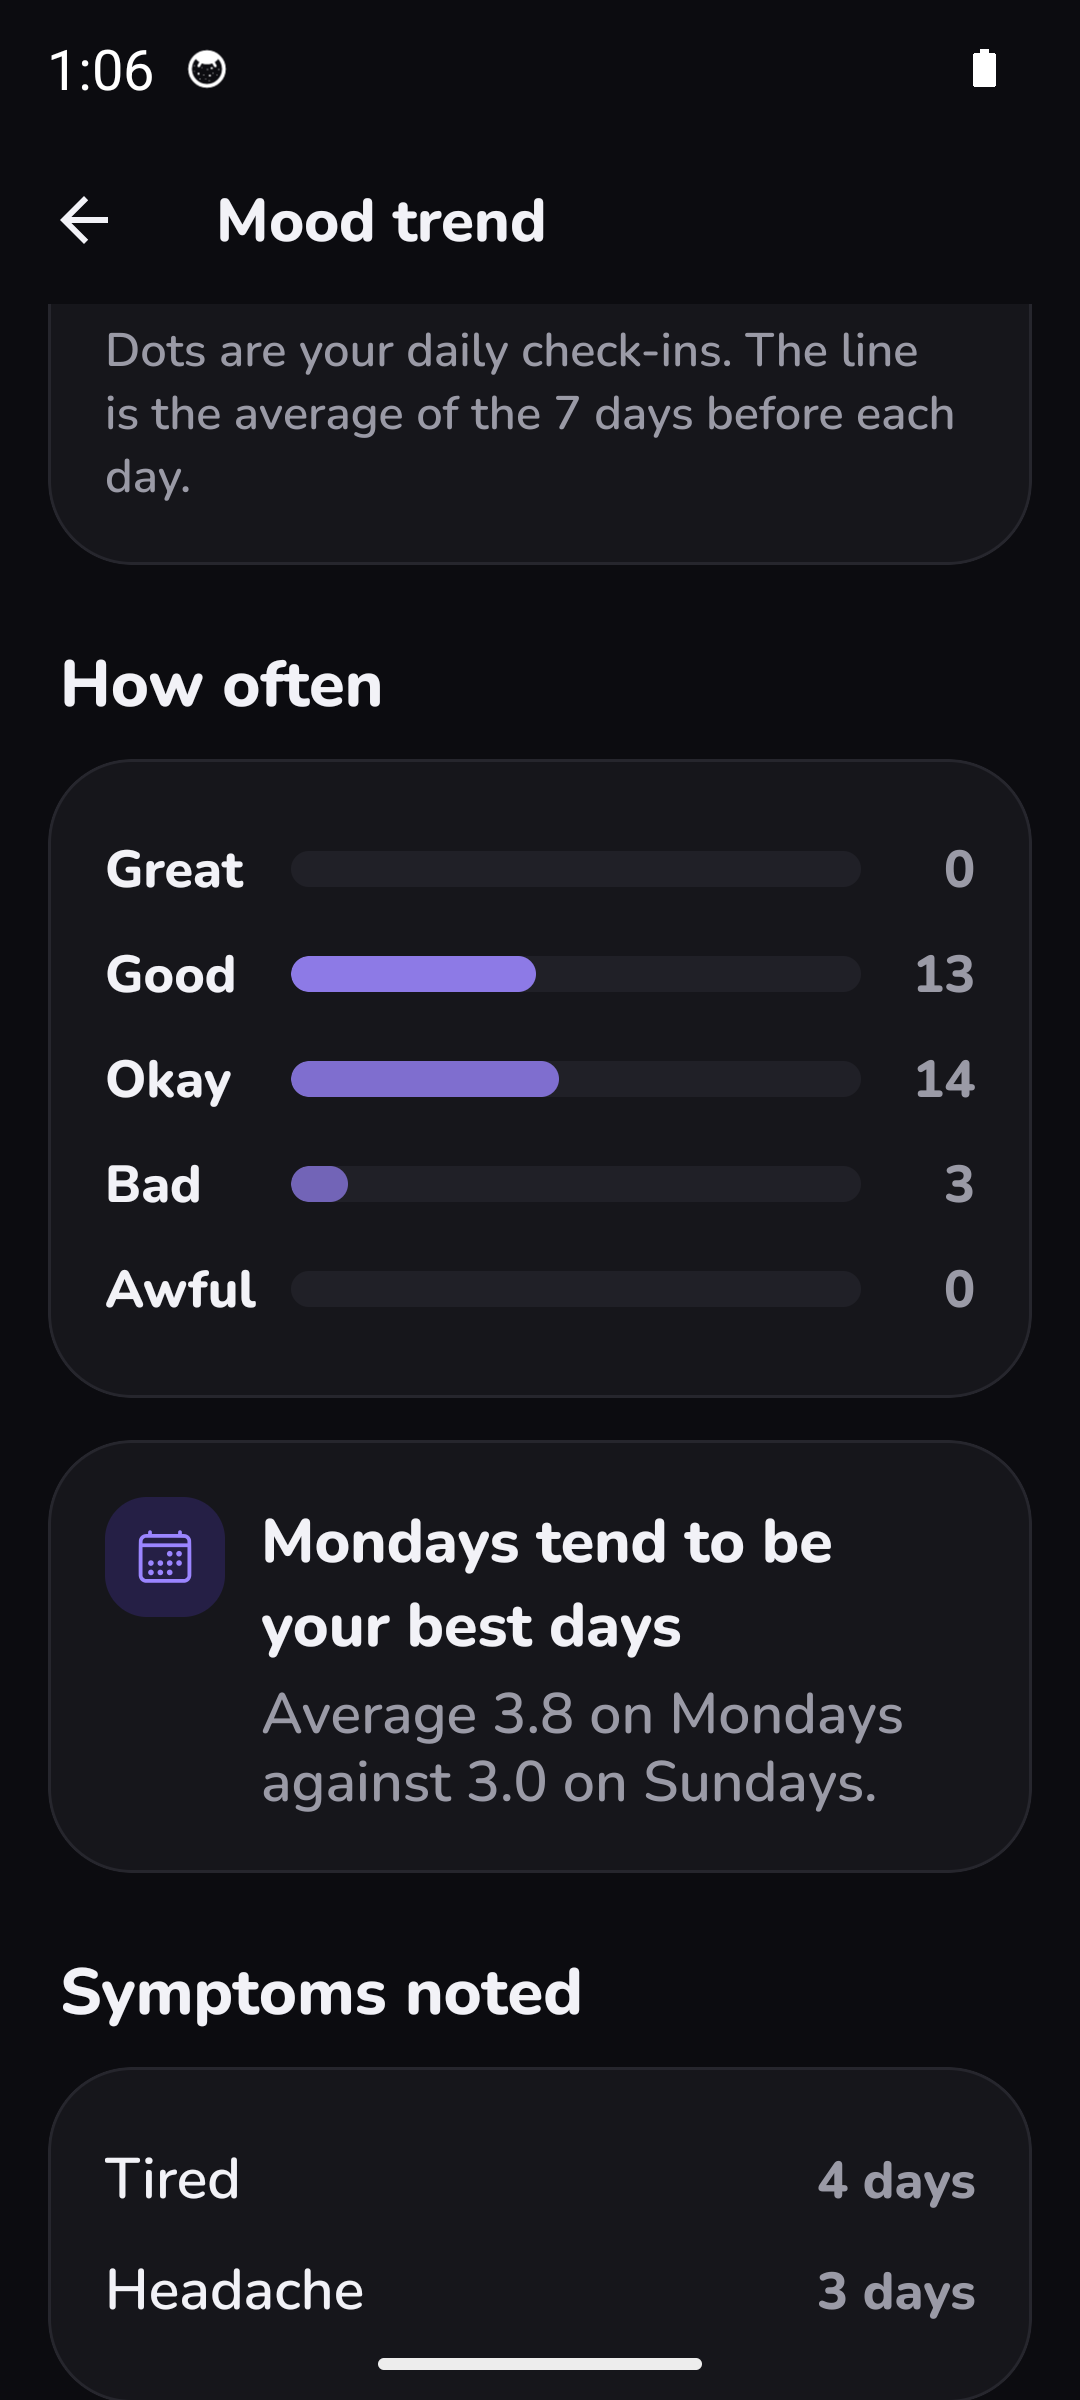 1:06
Mood trend
Dots are your daily check-ins. The line
is the average of the 7 days before each
day.
How often
Great 0
Good 13
Okay 14
Bad 3
Awful 0
Mondays tend to be
your best days
Average 3.8 on Mondays
against 3.0 on Sundays.
Symptoms noted
Tired 4 days
Headache 3 days